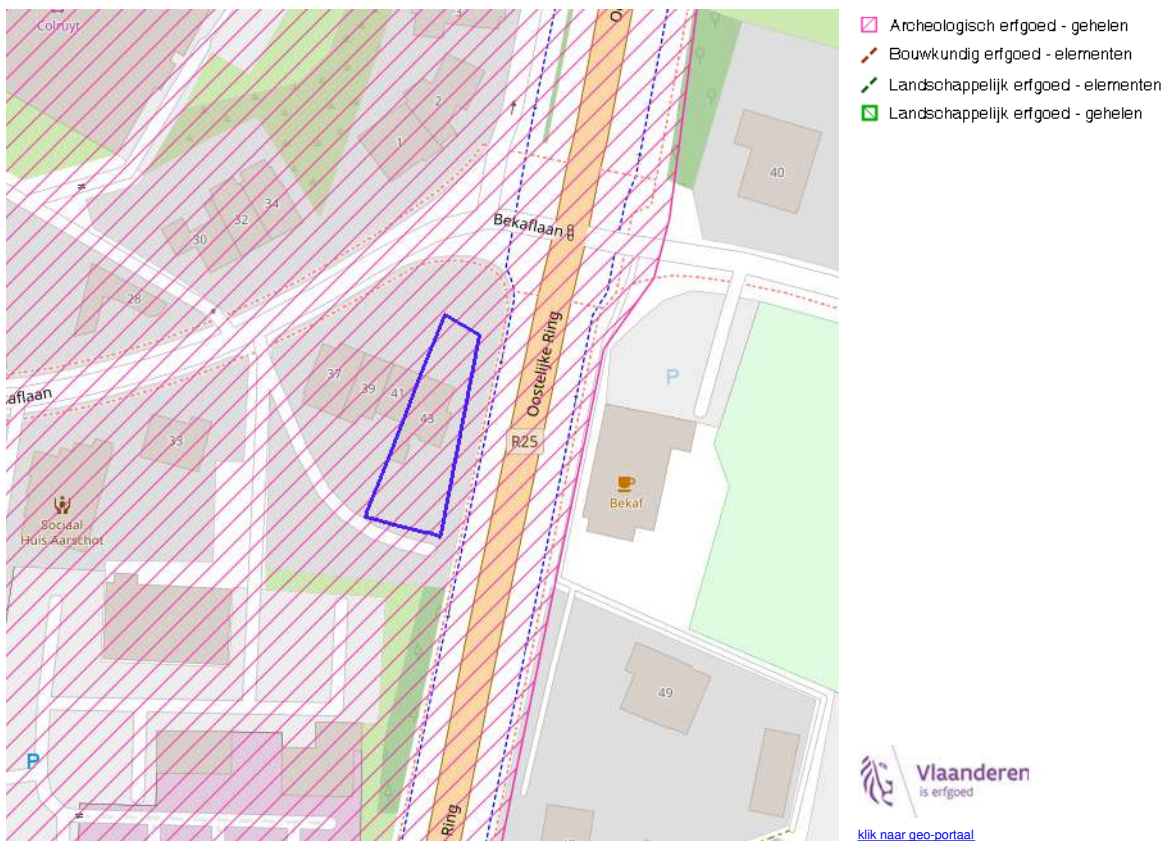 Colruyt
3
Oo
2
1
40
34
32
30
Bekaflaan
28
Oostelijke Ring
37
39
41
43
aflaan
P
33
R25
Bekaf
Sociaal
Huis Aarschot
49
P
Ring
Archeologisch erfgoed - gehelen
Bouwkundig erfgoed - elementen
Landschappelijk erfgoed - elementen
Landschappelijk erfgoed - gehelen
Vlaanderen
is erfgoed
klik naar geo-portaal